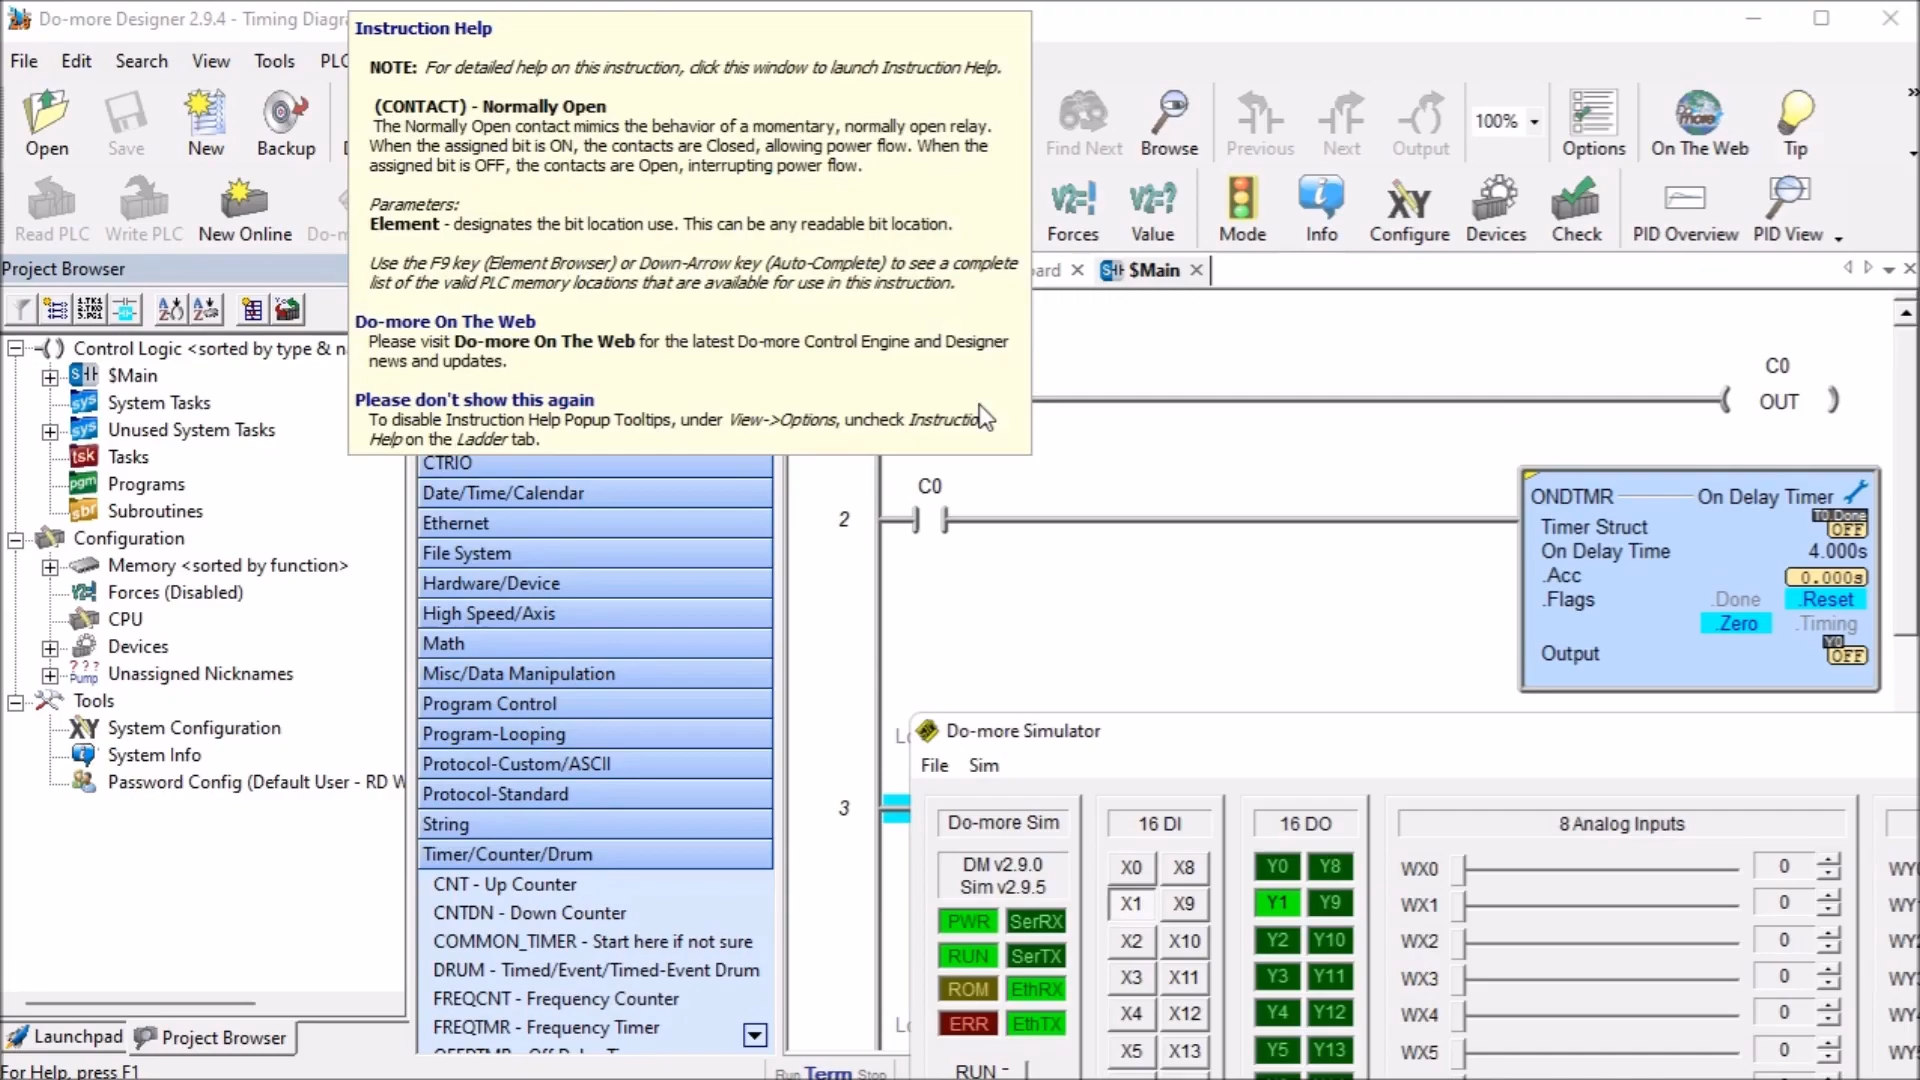 Do-more Designer 2.9.4 - Timing Diagra
File Edit Search View Tools PLC
Open Save New Backup
Read PLC Write PLC New Online Do-m
Find Next Browse Previous Next Output 100% Options On The Web Tip
Forces Value Mode Info Configure Devices Check PID Overview PID View
Instruction Help
NOTE: For detailed help on this instruction, click this window to launch Instruction Help.
(CONTACT) - Normally Open
The Normally Open contact mimics the behavior of a momentary, normally open relay.
When the assigned bit is ON, the contacts are Closed, allowing power flow. When the
assigned bit is OFF, the contacts are Open, interrupting power flow.
Parameters:
Element - designates the bit location use. This can be any readable bit location.
Use the F9 key (Element Browser) or Down-Arrow key (Auto-Complete) to see a complete
list of the valid PLC memory locations that are available for use in this instruction.
Do-more On The Web
Please visit Do-more On The Web for the latest Do-more Control Engine and Designer
news and updates.
Please don't show this again
To disable Instruction Help Popup Tooltips, under View->Options, uncheck Instructio
Help on the Ladder tab.
Project Browser
Control Logic <sorted by type & n
$Main
System Tasks
Unused System Tasks
Tasks
Programs
Subroutines
Configuration
Memory <sorted by function>
Forces (Disabled)
CPU
Devices
Unassigned Nicknames
Tools
System Configuration
System Info
Password Config (Default User - RD W
Launchpad Project Browser
For Help, press F1
CTRIO
Date/Time/Calendar
Ethernet
File System
Hardware/Device
High Speed/Axis
Math
Misc/Data Manipulation
Program Control
Program-Looping
Protocol-Custom/ASCII
Protocol-Standard
String
Timer/Counter/Drum
CNT - Up Counter
CNTDN - Down Counter
COMMON_TIMER - Start here if not sure
DRUM - Timed/Event/Timed-Event Drum
FREQCNT - Frequency Counter
FREQTMR - Frequency Timer
Run Term Stop
ard $Main
C0
OUT
2
C0
ONDTMR On Delay Timer
T0.Done
Timer Struct OFF
On Delay Time 4.000s
.Acc 0.000s
.Flags .Done .Reset
.Zero .Timing
Y0
Output OFF
3
Do-more Simulator
File Sim
Do-more Sim
DM v2.9.0
Sim v2.9.5
PWR SerRX
RUN SerTX
ROM EthRX
ERR EthTX
RUN -
16 DI
X0 X8
X1 X9
X2 X10
X3 X11
X4 X12
X5 X13
16 DO
Y0 Y8
Y1 Y9
Y2 Y10
Y3 Y11
Y4 Y12
Y5 Y13
8 Analog Inputs
WX0 0
WX1 0
WX2 0
WX3 0
WX4 0
WX5 0